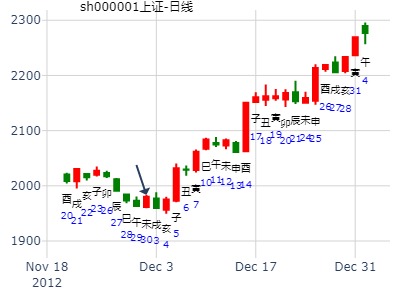 sh000001上证-日线
2300
2200
2100
2000
1900
酉 戌 亥 子 卯 辰 巳 午 未 戌 亥 子 丑 寅 巳 午 未 申 酉 子 丑 寅 卯 辰 未 申 酉 戌 亥 寅 午
20 21 22 23 26 27 28 29 30 3 4 5 6 7 10 11 12 13 14 17 18 19 20 21 24 25 26 27 28 31 4
Nov 18 Dec 3 Dec 17 Dec 31
2012